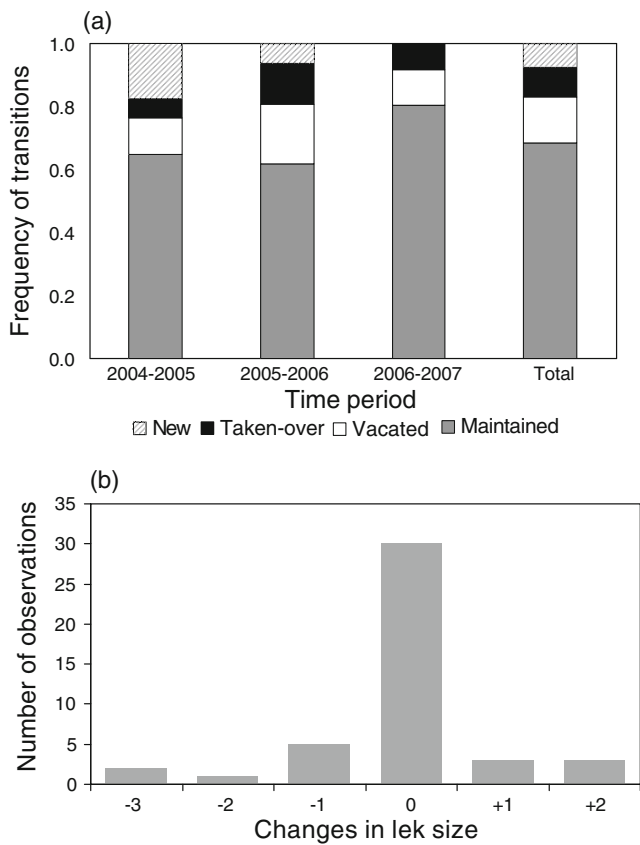 (a)
Frequency of transitions
1.0
0.8
0.6
0.4
0.2
0.0
2004-2005 2005-2006 2006-2007 Total
Time period
New Taken-over Vacated Maintained
(b)
Number of observations
35
30
25
20
15
10
5
0
-3 -2 -1 0 +1 +2
Changes in lek size